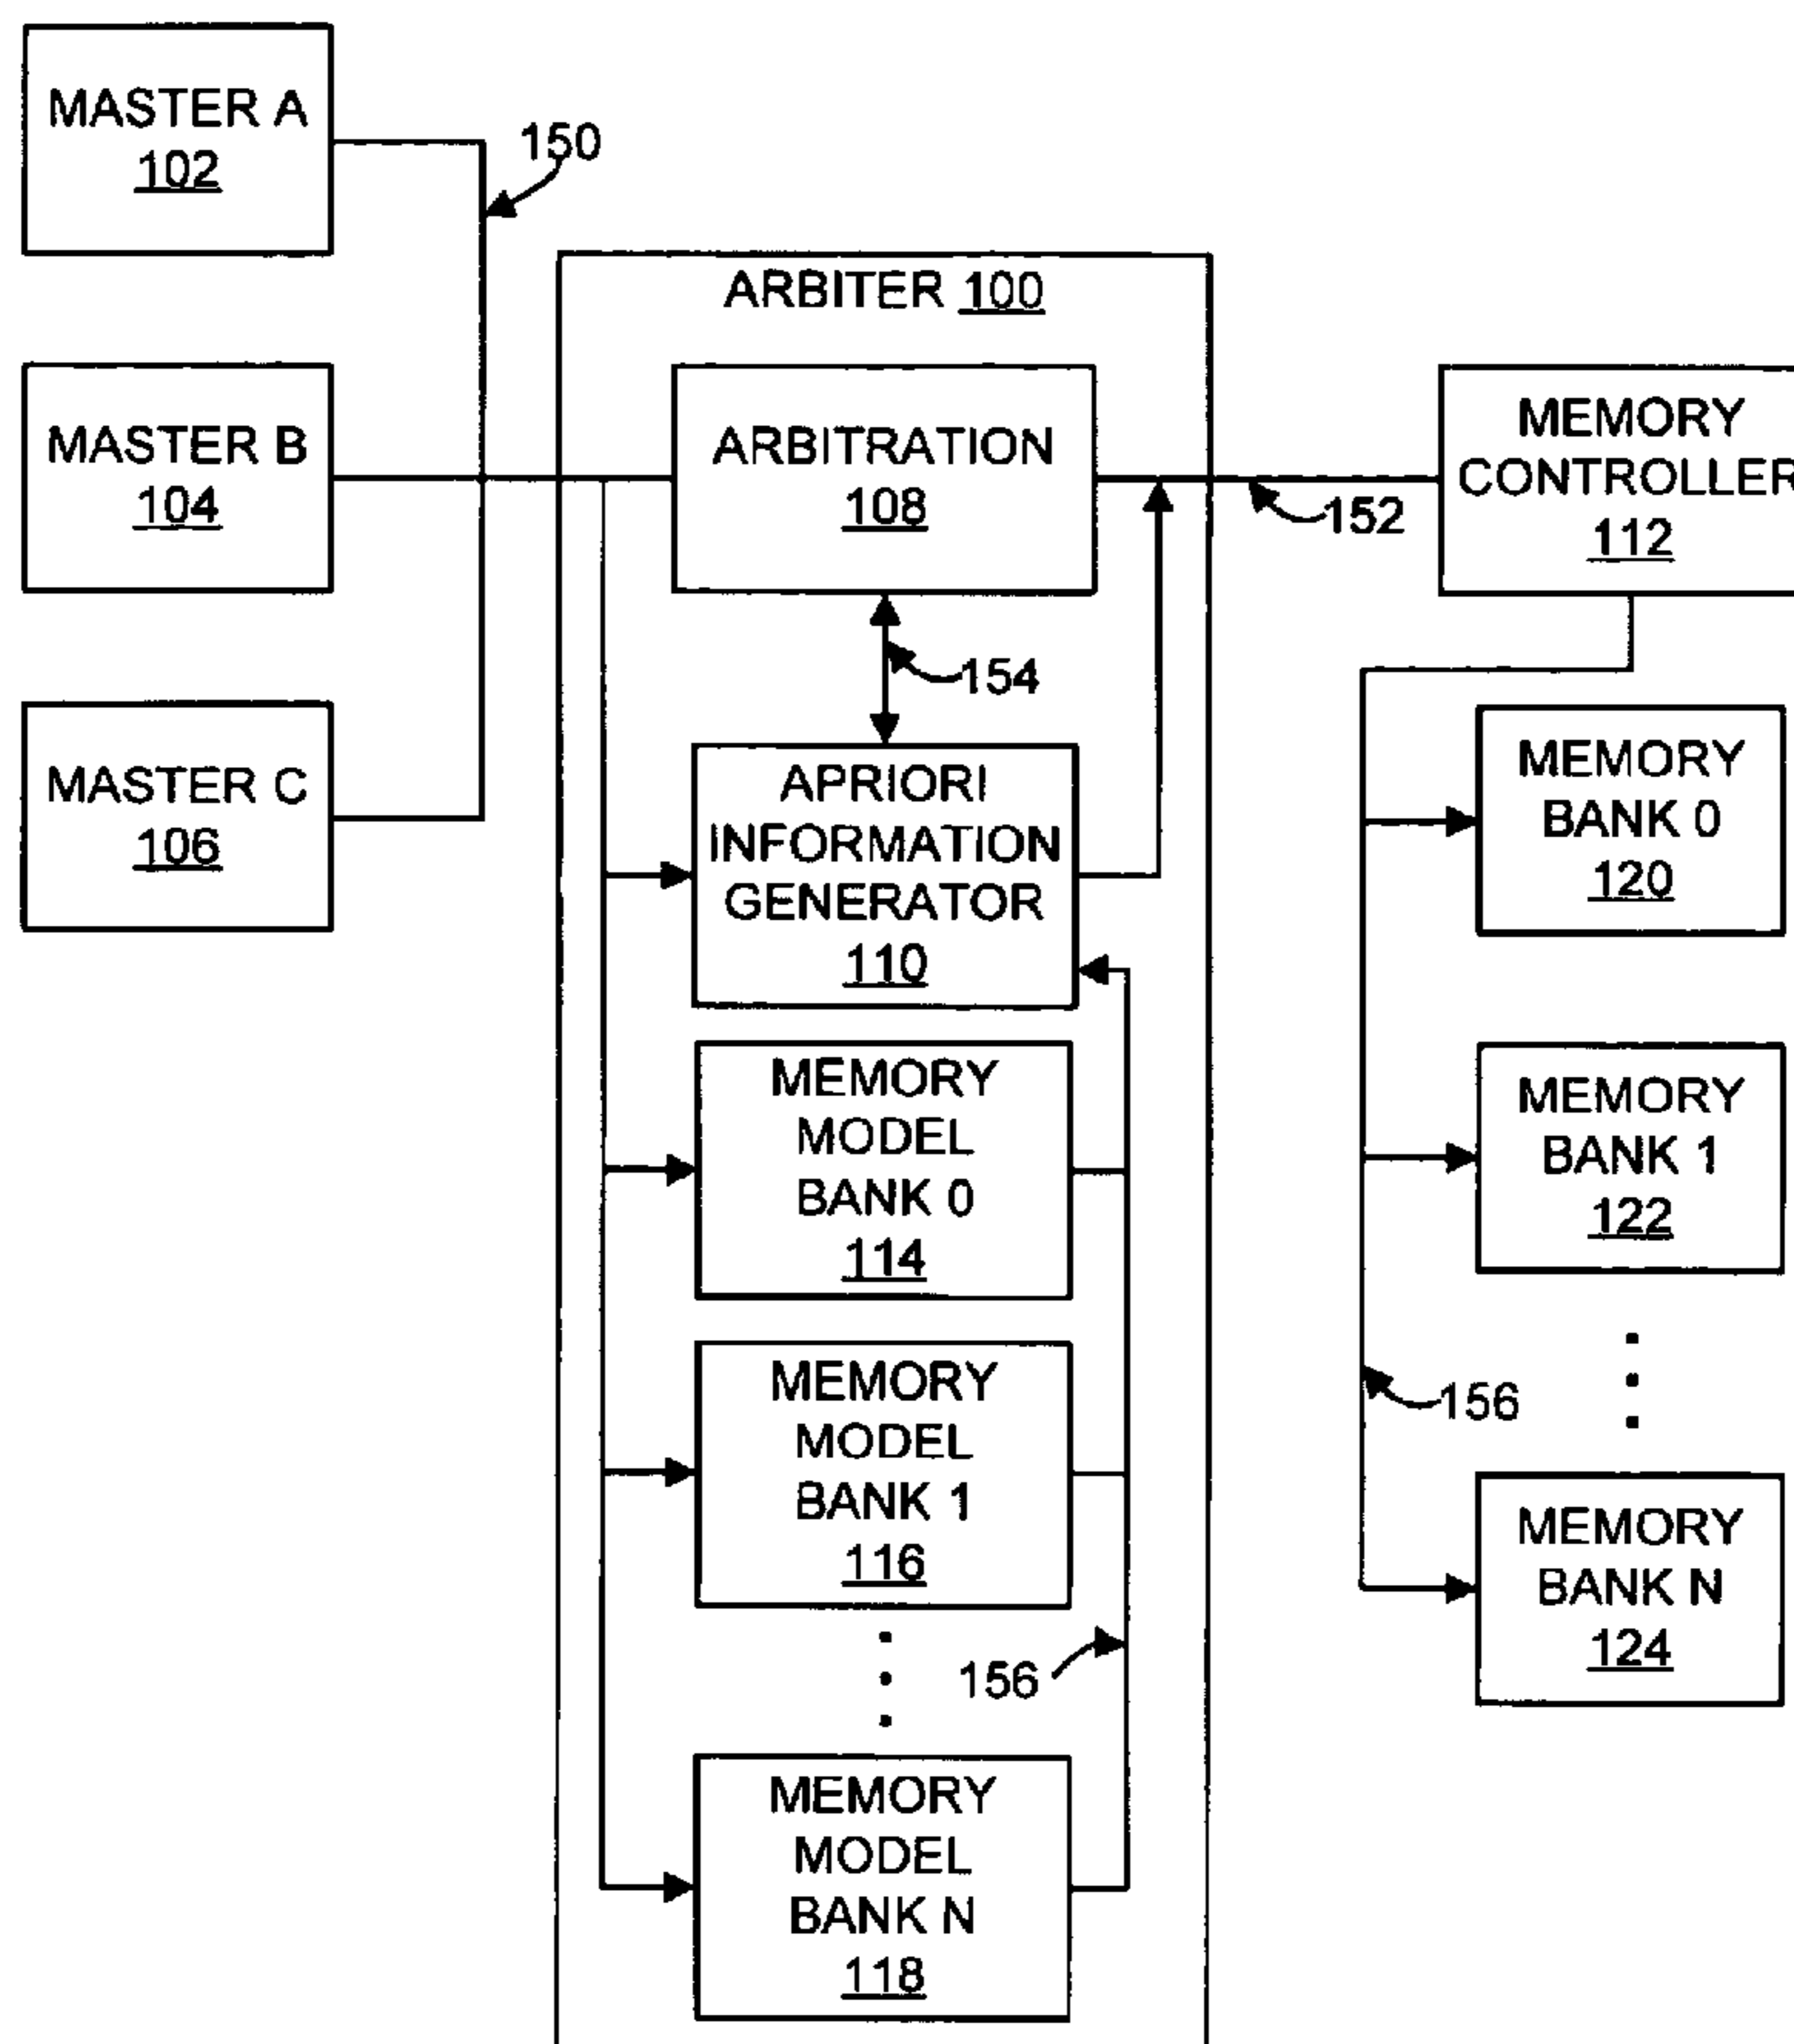 MASTER A
102
150
ARBITER 100
MASTER B
104
ARBITRATION
108
MEMORY
CONTROLLER
112
152
154
MASTER C
106
APRIORI
INFORMATION
GENERATOR
110
MEMORY
BANK 0
120
MEMORY
MODEL
BANK 0
114
MEMORY
BANK 1
122
MEMORY
MODEL
BANK 1
116
156
156
MEMORY
BANK N
124
MEMORY
MODEL
BANK N
118